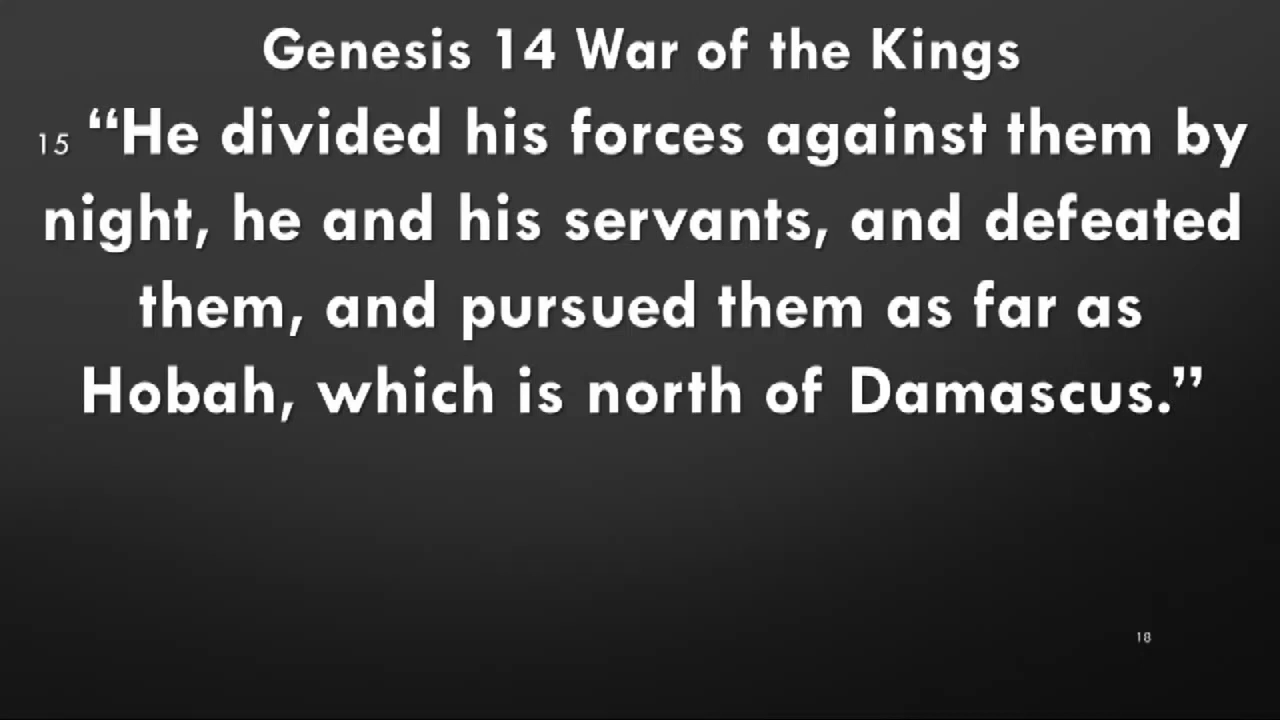 Genesis 14 War of the Kings
15 “He divided his forces against them by
night, he and his servants, and defeated
them, and pursued them as far as
Hobah, which is north of Damascus.”
18